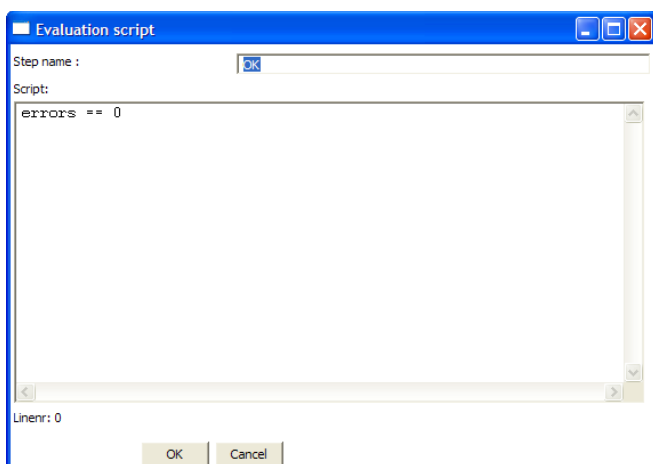 Evaluation script
Step name : OK
Script:
errors == 0
Linenr: 0
OK Cancel